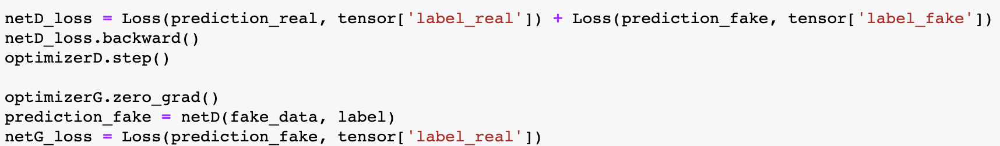 netD_loss = Loss(prediction_real, tensor['label_real']) + Loss(prediction_fake, tensor['label_fake'])
netD_loss.backward()
optimizerD.step()
optimizerG.zero_grad()
prediction_fake = netD(fake_data, label)
netG_loss = Loss(prediction_fake, tensor['label_real'])